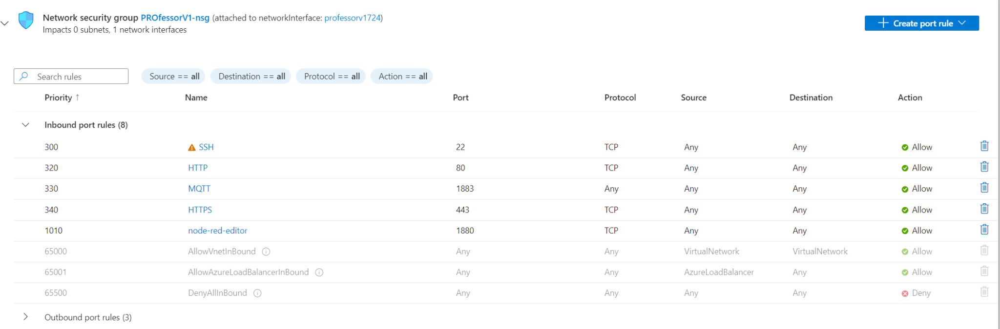 Network security group PROfessorV1-nsg (attached to networkInterface: professorv1724)
Impacts 0 subnets, 1 network interfaces
Create port rule
Search rules
Source == all
Destination == all
Protocol == all
Action == all
Priority ↑ Name Port Protocol Source Destination Action
Inbound port rules (8)
300 SSH 22 TCP Any Any Allow
320 HTTP 80 TCP Any Any Allow
330 MQTT 1883 Any Any Any Allow
340 HTTPS 443 TCP Any Any Allow
1010 node-red-editor 1880 TCP Any Any Allow
65000 AllowVnetInBound Any Any VirtualNetwork VirtualNetwork Allow
65001 AllowAzureLoadBalancerInBound Any Any AzureLoadBalancer Any Allow
65500 DenyAllInBound Any Any Any Any Deny
Outbound port rules (3)